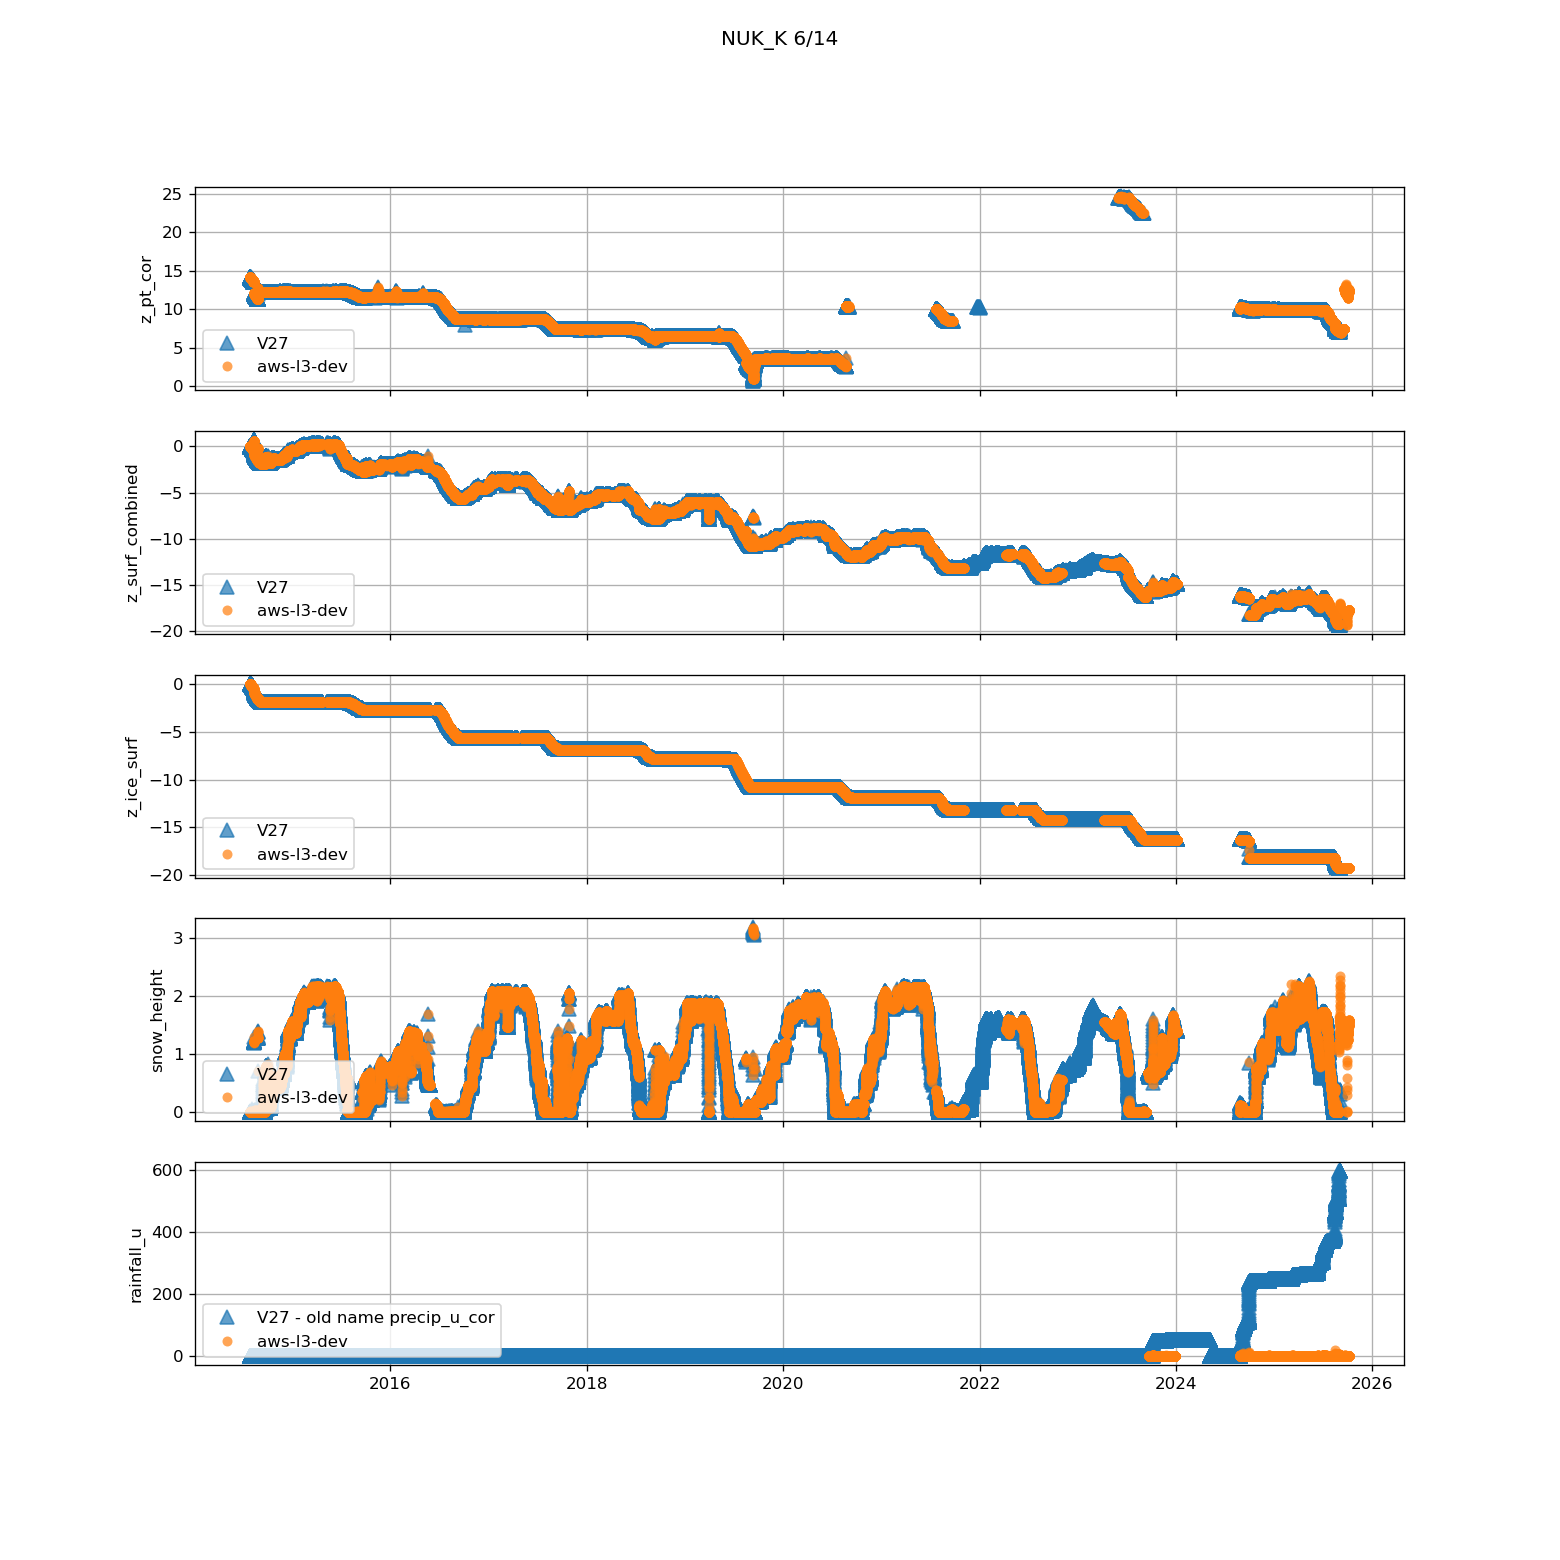 NUK_K 6/14
z_pt_cor
25
20
15
10
5
0
V27
aws-l3-dev
z_surf_combined
0
−5
−10
−15
−20
V27
aws-l3-dev
z_ice_surf
0
−5
−10
−15
−20
V27
aws-l3-dev
snow_height
3
2
1
0
V27
aws-l3-dev
rainfall_u
600
400
200
0
V27 - old name precip_u_cor
aws-l3-dev
2016 2018 2020 2022 2024 2026